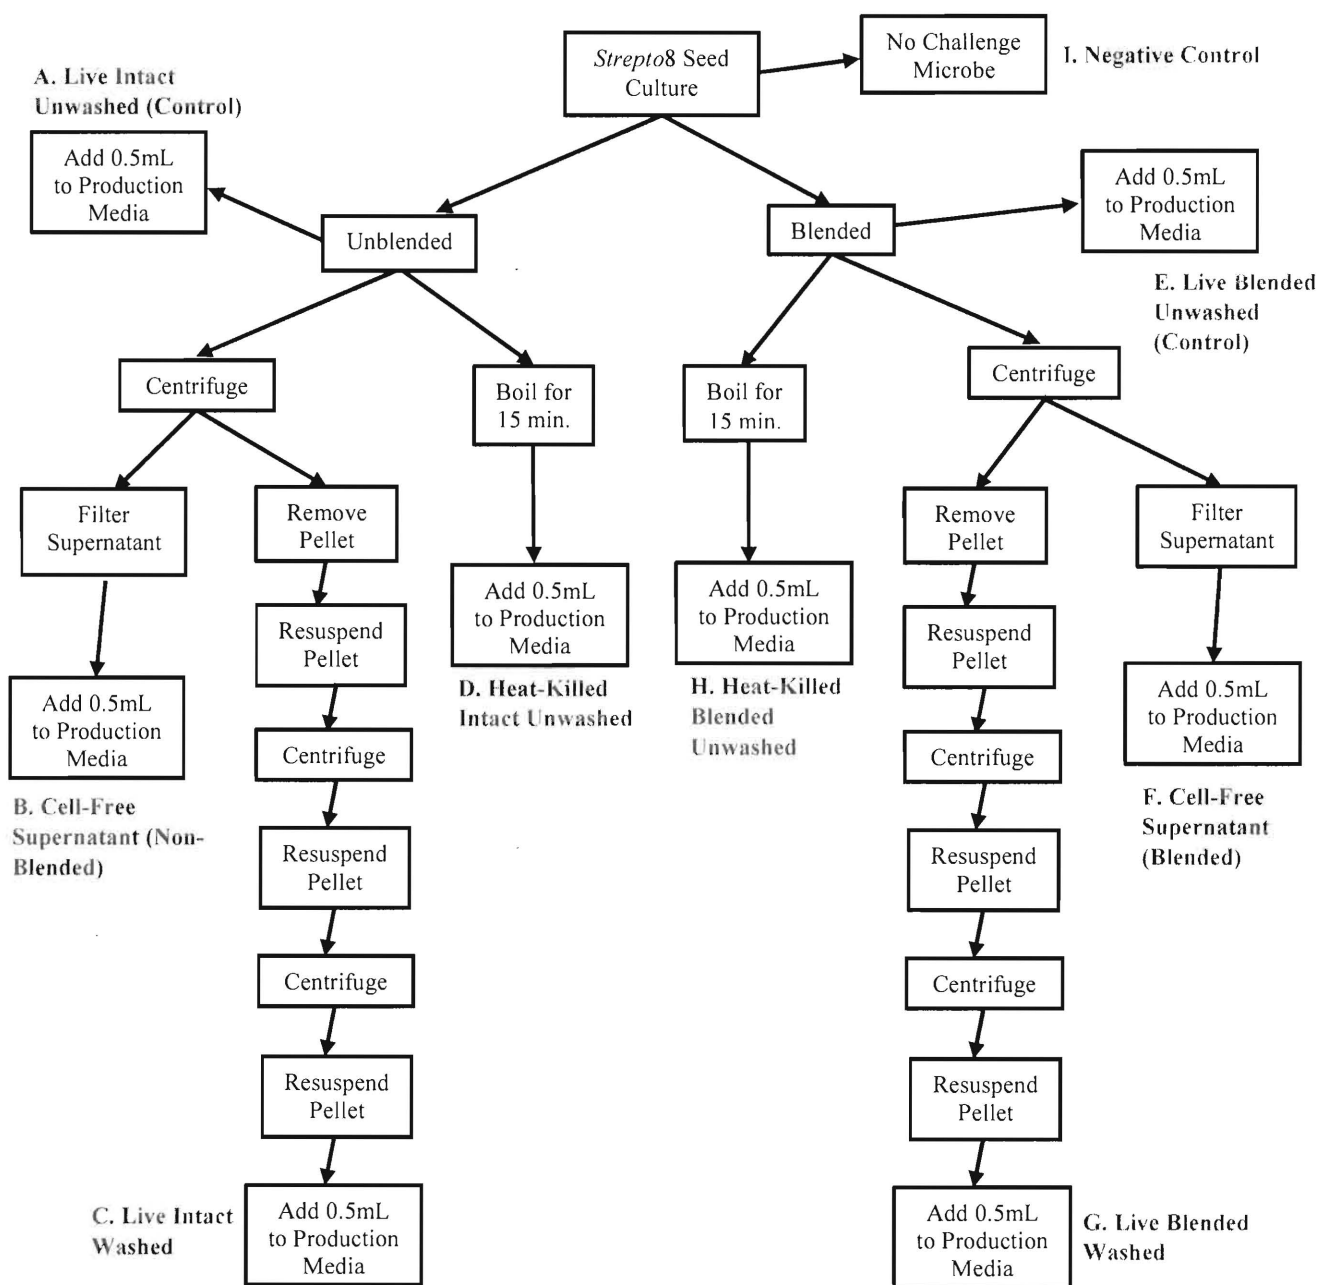 Strepto8 Seed
Culture
No Challenge
Microbe
I. Negative Control
A. Live Intact
Unwashed (Control)
Add 0.5mL
to Production
Media
Unblended
Blended
Add 0.5mL
to Production
Media
E. Live Blended
Unwashed
(Control)
Centrifuge
Boil for
15 min.
Boil for
15 min.
Centrifuge
Filter
Supernatant
Remove
Pellet
Remove
Pellet
Filter
Supernatant
Add 0.5mL
to Production
Media
D. Heat-Killed
Intact Unwashed
Add 0.5mL
to Production
Media
H. Heat-Killed
Blended
Unwashed
Resuspend
Pellet
Resuspend
Pellet
Add 0.5mL
to Production
Media
B. Cell-Free
Supernatant (Non-
Blended)
Add 0.5mL
to Production
Media
F. Cell-Free
Supernatant
(Blended)
Centrifuge
Centrifuge
Resuspend
Pellet
Resuspend
Pellet
Centrifuge
Centrifuge
Resuspend
Pellet
Resuspend
Pellet
C. Live Intact
Washed
Add 0.5mL
to Production
Media
Add 0.5mL
to Production
Media
G. Live Blended
Washed